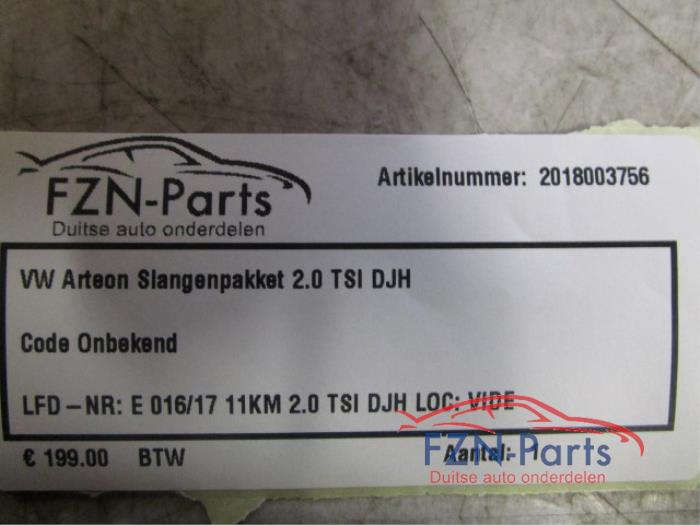 FZN-Parts
Duitse auto onderdelen
Artikelnummer: 2018003756
VW Arteon Slangenpakket 2.0 TSI DJH
Code Onbekend
LFD-NR: E 016/17 11KM 2.0 TSI DJH LOC: VIDE
€ 199.00 BTW Aantal: 1
FZN-Parts
Duitse auto onderdelen